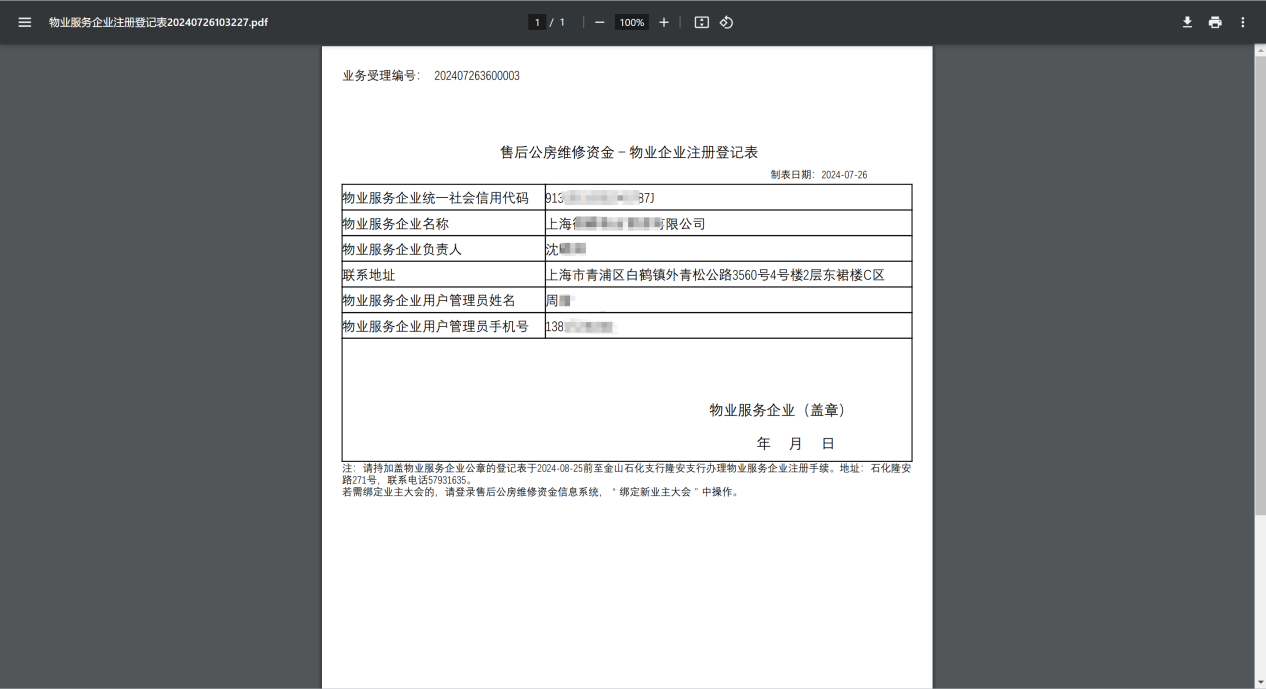 物业服务企业注册登记表20240726103227.pdf
1 / 1
100%
业务受理编号： 202407263600003
售后公房维修资金－物业企业注册登记表
制表日期：2024-07-26
物业服务企业统一社会信用代码 913 87J
物业服务企业名称 上海 有限公司
物业服务企业负责人 沈
联系地址 上海市青浦区白鹤镇外青松公路3560号4号楼2层东裙楼C区
物业服务企业用户管理员姓名 周
物业服务企业用户管理员手机号 138
物业服务企业（盖章）
年 月 日
注：请持加盖物业服务企业公章的登记表于2024-08-25前至金山石化支行隆安支行办理物业服务企业注册手续。地址：石化隆安
路271号，联系电话57931635。
若需绑定业主大会的，请登录售后公房维修资金信息系统，＂绑定新业主大会＂中操作。